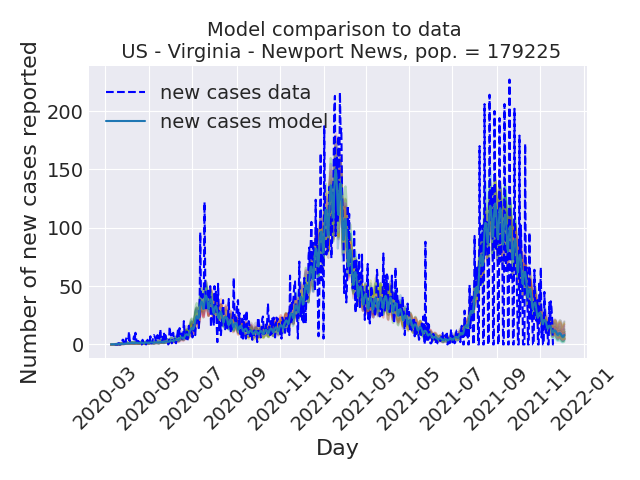 Model comparison to data
US - Virginia - Newport News, pop. = 179225
Number of new cases reported
200
150
100
50
0
new cases data
new cases model
2020-03
2020-05
2020-07
2020-09
2020-11
2021-01
2021-03
2021-05
2021-07
2021-09
2021-11
2022-01
Day